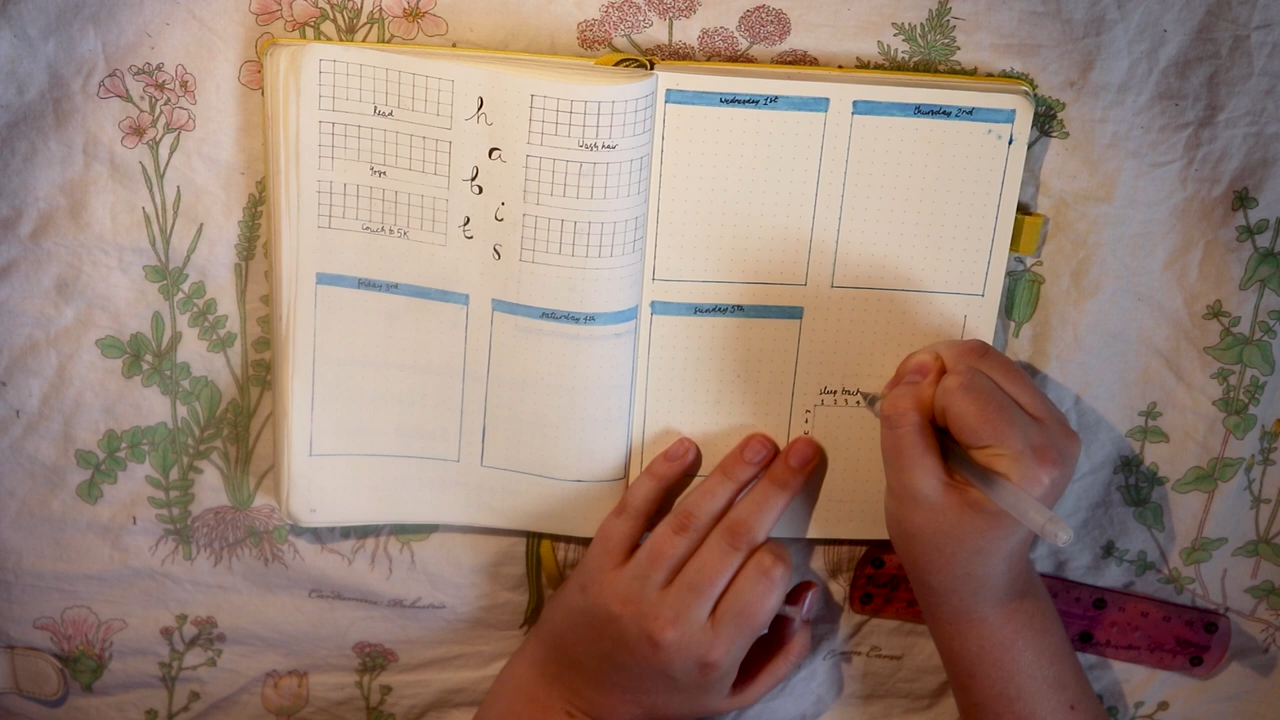 Read
Yoga
Couch to 5K
h
a
b
i
t
s
Wash hair
friday 3rd
saturday 4th
wednesday 1st
thursday 2nd
sunday 5th
sleep track
1 2 3 4